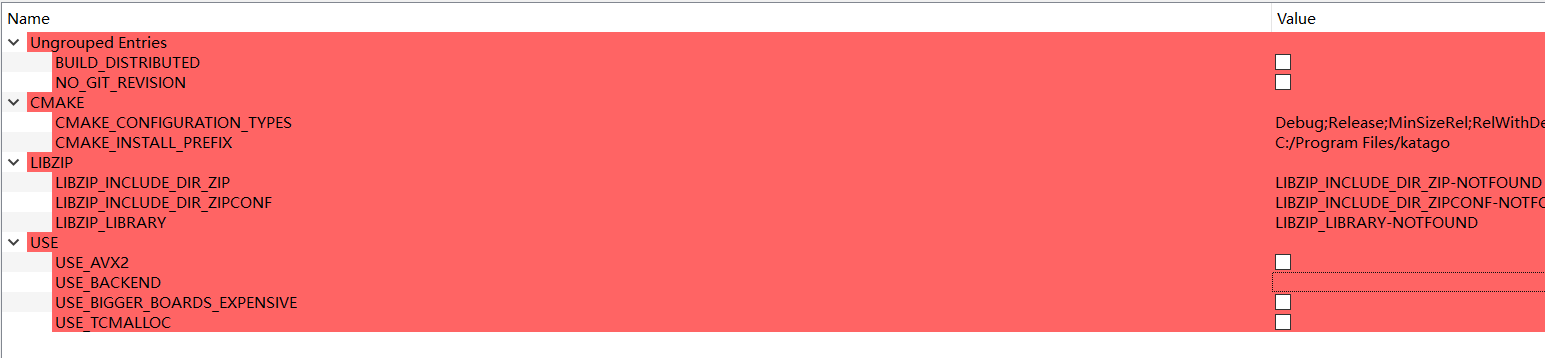 Name Value
Ungrouped Entries
BUILD_DISTRIBUTED
NO_GIT_REVISION
CMAKE
CMAKE_CONFIGURATION_TYPES Debug;Release;MinSizeRel;RelWithDe
CMAKE_INSTALL_PREFIX C:/Program Files/katago
LIBZIP
LIBZIP_INCLUDE_DIR_ZIP LIBZIP_INCLUDE_DIR_ZIP-NOTFOUND
LIBZIP_INCLUDE_DIR_ZIPCONF LIBZIP_INCLUDE_DIR_ZIPCONF-NOTFO
LIBZIP_LIBRARY LIBZIP_LIBRARY-NOTFOUND
USE
USE_AVX2
USE_BACKEND
USE_BIGGER_BOARDS_EXPENSIVE
USE_TCMALLOC